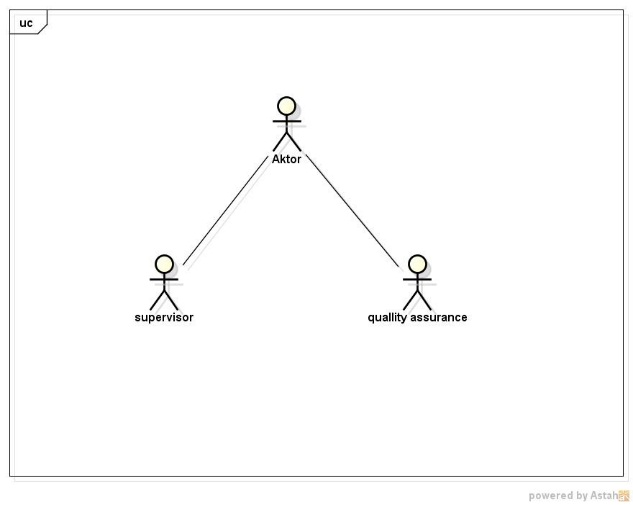 uc
Aktor
supervisor
quallity assurance
powered by Astah